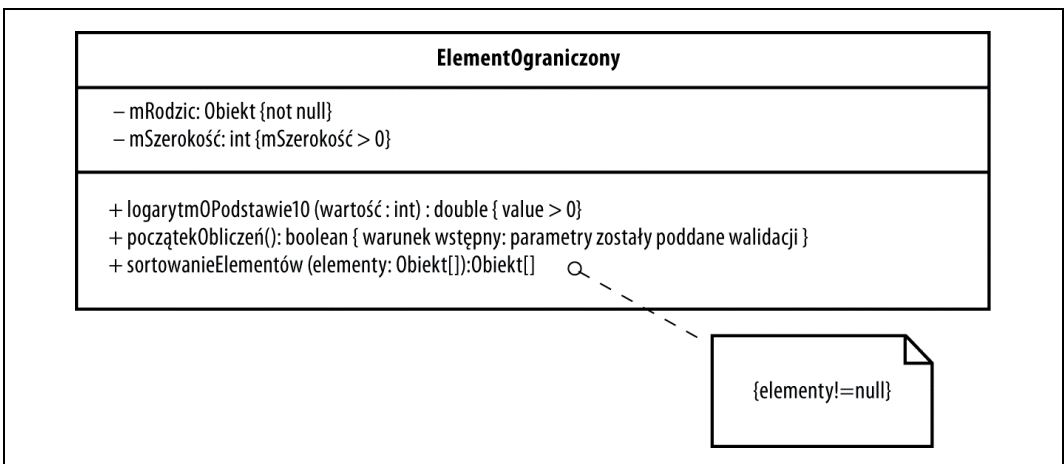 ElementOgraniczony
– mRodzic: Obiekt {not null}
– mSzerokość: int {mSzerokość > 0}
+ logarytmOPodstawie10 (wartość : int) : double { value > 0}
+ początekObliczeń(): boolean { warunek wstępny: parametry zostały poddane walidacji }
+ sortowanieElementów (elementy: Obiekt[]):Obiekt[]
{elementy!=null}